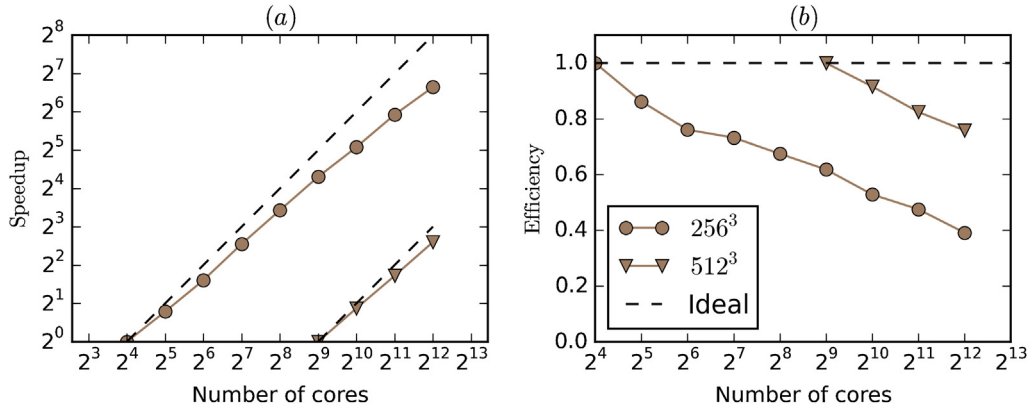 (a)
2^8
2^7
2^6
2^5
2^4
2^3
2^2
2^1
2^0
Speedup
2^3 2^4 2^5 2^6 2^7 2^8 2^9 2^10 2^11 2^12 2^13
Number of cores
(b)
1.0
0.8
0.6
0.4
0.2
0.0
Efficiency
256^3
512^3
Ideal
2^4 2^5 2^6 2^7 2^8 2^9 2^10 2^11 2^12 2^13
Number of cores